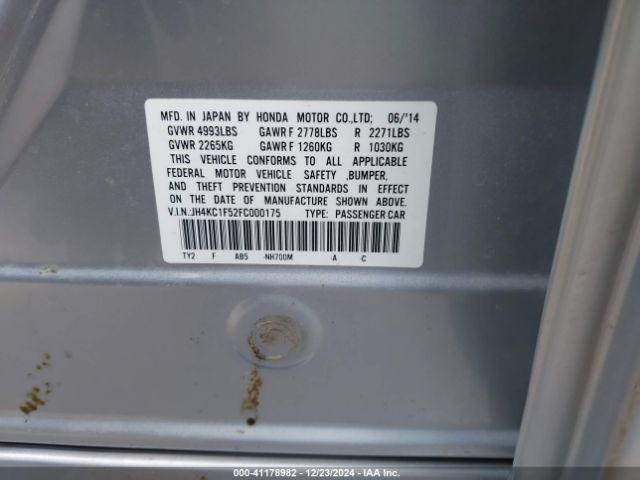 MFD. IN JAPAN BY HONDA MOTOR CO.,LTD; 06/'14
GVWR 4993LBS GAWR F 2778LBS R 2271LBS
GVWR 2265KG GAWR F 1260KG R 1030KG
THIS VEHICLE CONFORMS TO ALL APPLICABLE
FEDERAL MOTOR VEHICLE SAFETY ,BUMPER,
AND THEFT PREVENTION STANDARDS IN EFFECT
ON THE DATE OF MANUFACTURE SHOWN ABOVE.
V.I.N.:JH4KC1F52FC000175 TYPE: PASSENGER CAR
TY2 F AB5 -NH700M -A -C
000-41178982 - 12/23/2024 - IAA Inc.